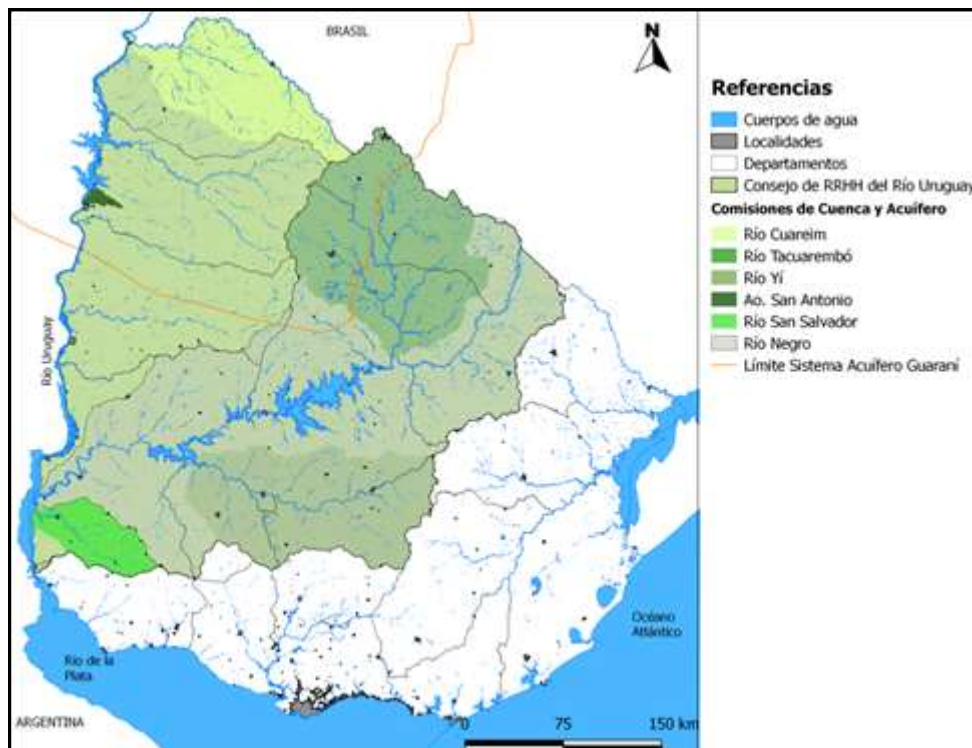 BRASIL
N
Río Uruguay
Río de la
Plata
ARGENTINA
Océano
Atlántico
0 75 150 km
Referencias
Cuerpos de agua
Localidades
Departamentos
Consejo de RRHH del Río Uruguay
Comisiones de Cuenca y Acuífero
Río Cuareim
Río Tacuarembó
Río Yí
Ao. San Antonio
Río San Salvador
Río Negro
Límite Sistema Acuífero Guaraní